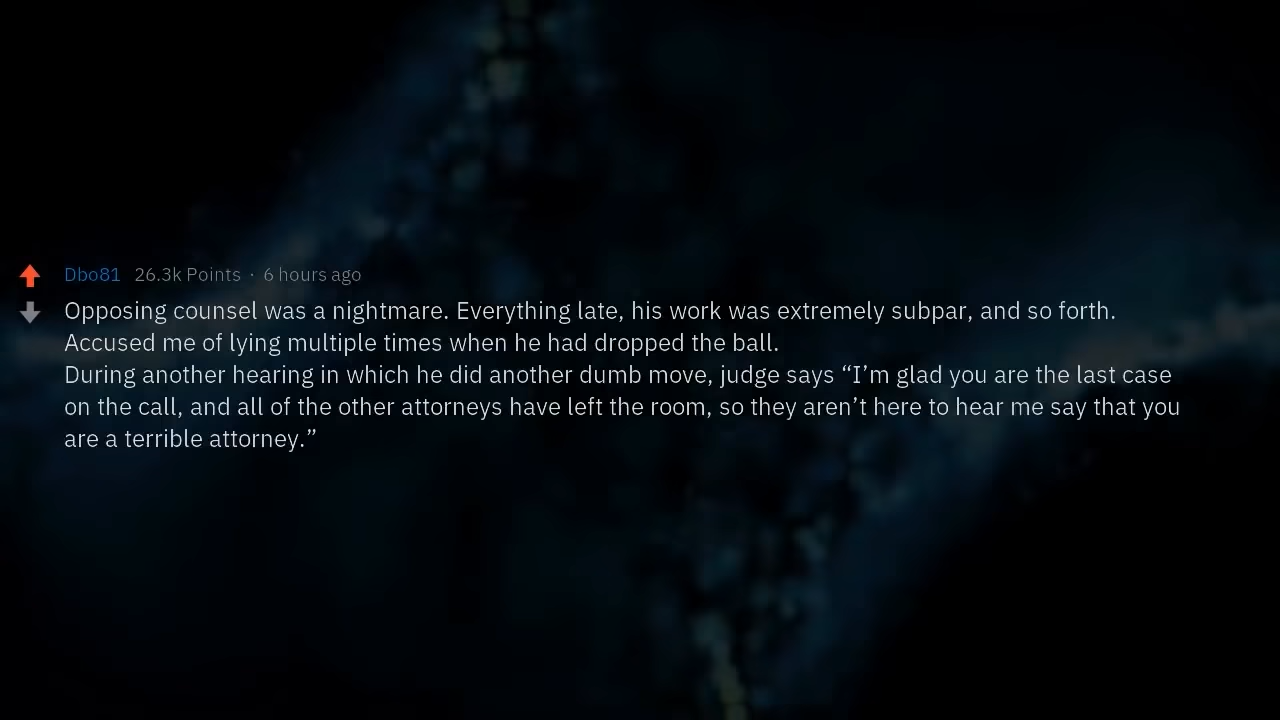 Dbo81 26.3k Points · 6 hours ago
Opposing counsel was a nightmare. Everything late, his work was extremely subpar, and so forth.
Accused me of lying multiple times when he had dropped the ball.
During another hearing in which he did another dumb move, judge says “I’m glad you are the last case
on the call, and all of the other attorneys have left the room, so they aren’t here to hear me say that you
are a terrible attorney.”